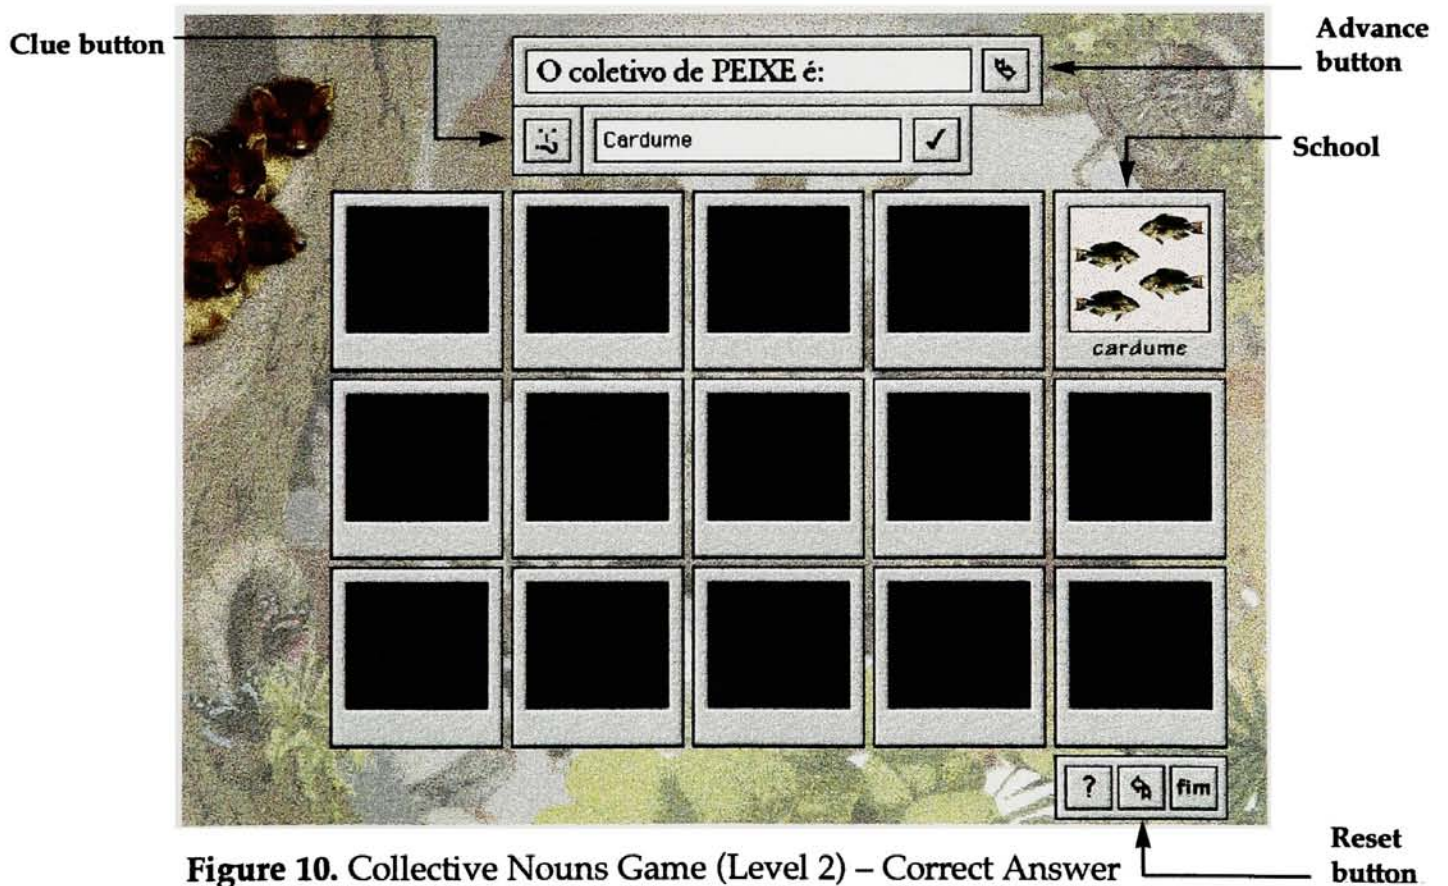 Clue button
Advance
button
O coletivo de PEIXE é:
Cardume
School
cardume
?
fim
Reset
button
Figure 10. Collective Nouns Game (Level 2) – Correct Answer